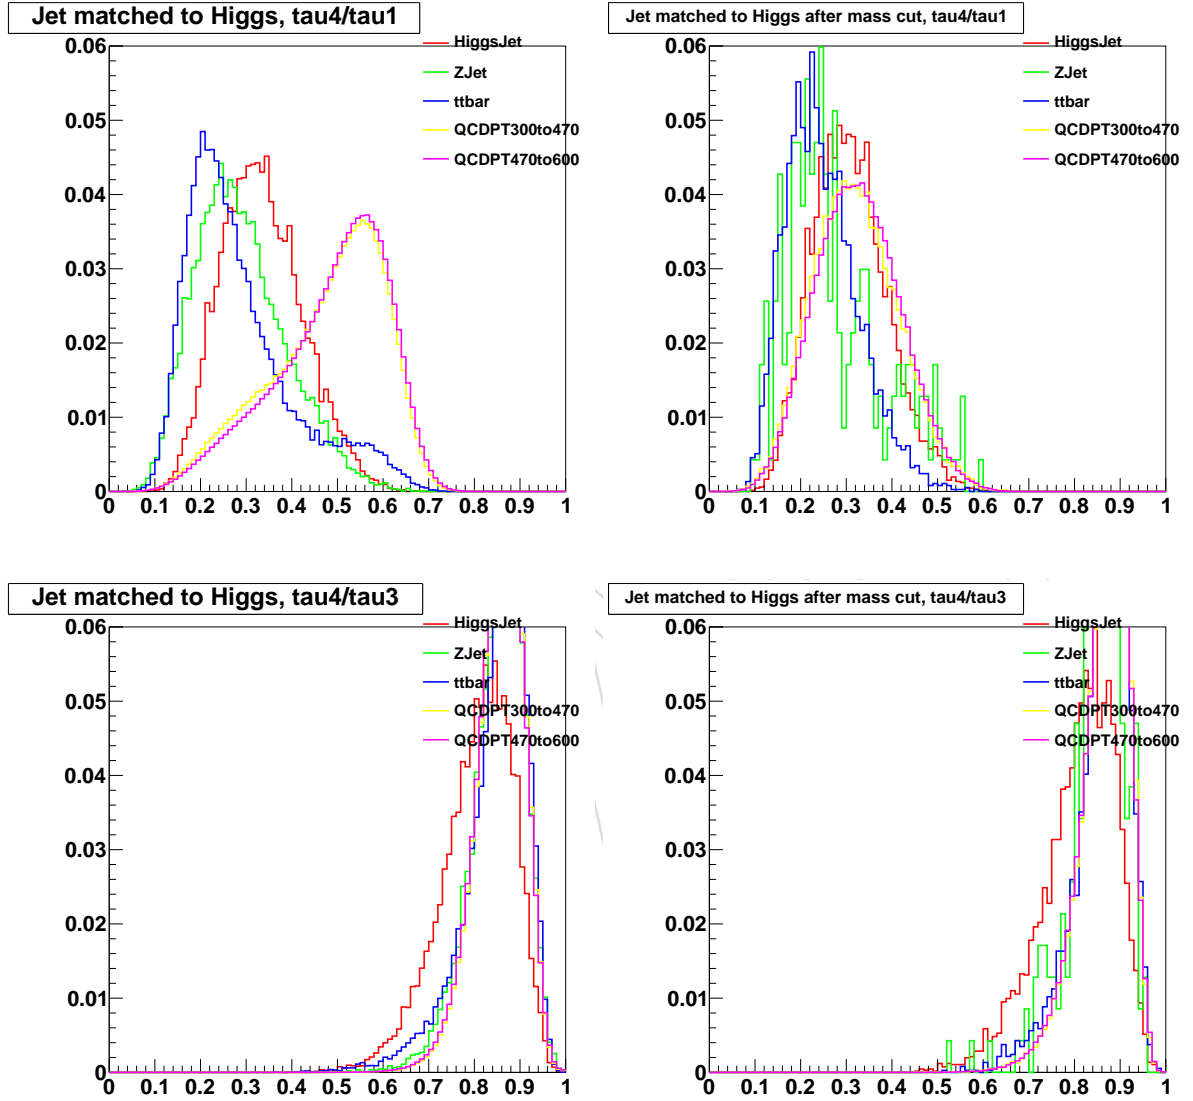 Jet matched to Higgs, tau4/tau1
0.06
0.05
0.04
0.03
0.02
0.01
0
0 0.1 0.2 0.3 0.4 0.5 0.6 0.7 0.8 0.9 1
HiggsJet
ZJet
ttbar
QCDPT300to470
QCDPT470to600
Jet matched to Higgs after mass cut, tau4/tau1
0.06
0.05
0.04
0.03
0.02
0.01
0
0 0.1 0.2 0.3 0.4 0.5 0.6 0.7 0.8 0.9 1
HiggsJet
ZJet
ttbar
QCDPT300to470
QCDPT470to600
Jet matched to Higgs, tau4/tau3
0.06
0.05
0.04
0.03
0.02
0.01
0
0 0.1 0.2 0.3 0.4 0.5 0.6 0.7 0.8 0.9 1
HiggsJet
ZJet
ttbar
QCDPT300to470
QCDPT470to600
Jet matched to Higgs after mass cut, tau4/tau3
0.06
0.05
0.04
0.03
0.02
0.01
0
0 0.1 0.2 0.3 0.4 0.5 0.6 0.7 0.8 0.9 1
HiggsJet
ZJet
ttbar
QCDPT300to470
QCDPT470to600